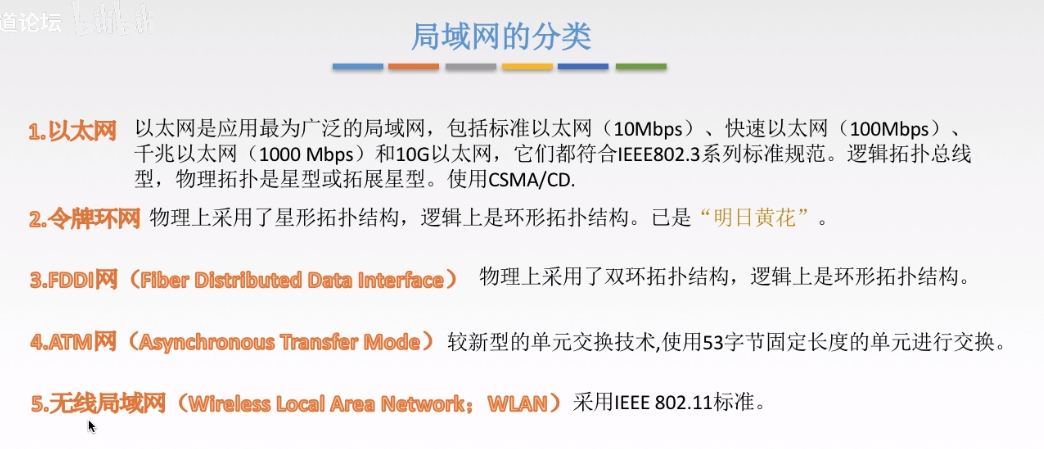 道论坛
bilibili
局域网的分类
1.以太网 以太网是应用最为广泛的局域网，包括标准以太网（10Mbps）、快速以太网（100Mbps）、
千兆以太网（1000 Mbps）和10G以太网，它们都符合IEEE802.3系列标准规范。逻辑拓扑总线
型，物理拓扑是星型或拓展星型。使用CSMA/CD.
2.令牌环网 物理上采用了星形拓扑结构，逻辑上是环形拓扑结构。已是“明日黄花”。
3.FDDI网（Fiber Distributed Data Interface） 物理上采用了双环拓扑结构，逻辑上是环形拓扑结构。
4.ATM网（Asynchronous Transfer Mode） 较新型的单元交换技术,使用53字节固定长度的单元进行交换。
5.无线局域网（Wireless Local Area Network；WLAN） 采用IEEE 802.11标准。